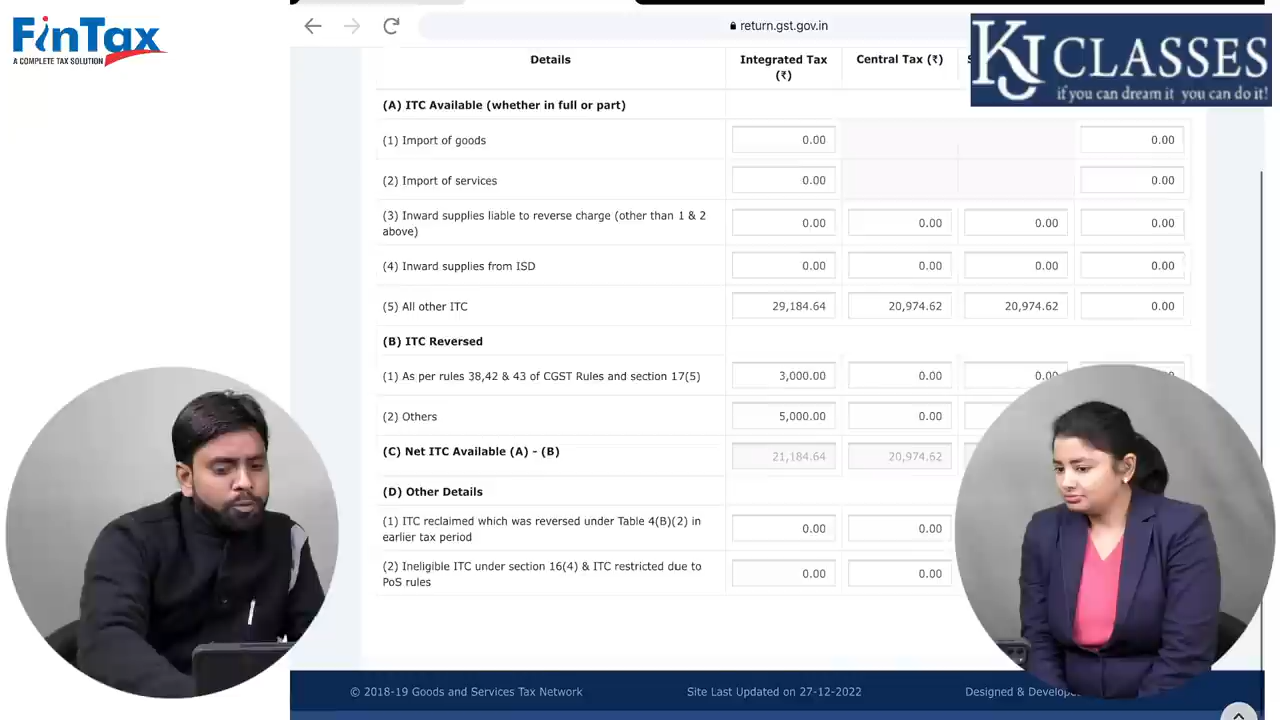 FinTax
A COMPLETE TAX SOLUTION
return.gst.gov.in
KJ CLASSES
if you can dream it you can do it!
Details Integrated Tax (₹) Central Tax (₹)
(A) ITC Available (whether in full or part)
(1) Import of goods 0.00 0.00
(2) Import of services 0.00 0.00
(3) Inward supplies liable to reverse charge (other than 1 & 2
above) 0.00 0.00 0.00 0.00
(4) Inward supplies from ISD 0.00 0.00 0.00 0.00
(5) All other ITC 29,184.64 20,974.62 20,974.62 0.00
(B) ITC Reversed
(1) As per rules 38,42 & 43 of CGST Rules and section 17(5) 3,000.00 0.00 0.00
(2) Others 5,000.00 0.00
(C) Net ITC Available (A) - (B) 21,184.64 20,974.62
(D) Other Details
(1) ITC reclaimed which was reversed under Table 4(B)(2) in
earlier tax period 0.00 0.00
(2) Ineligible ITC under section 16(4) & ITC restricted due to
PoS rules 0.00 0.00
© 2018-19 Goods and Services Tax Network Site Last Updated on 27-12-2022 Designed & Develope